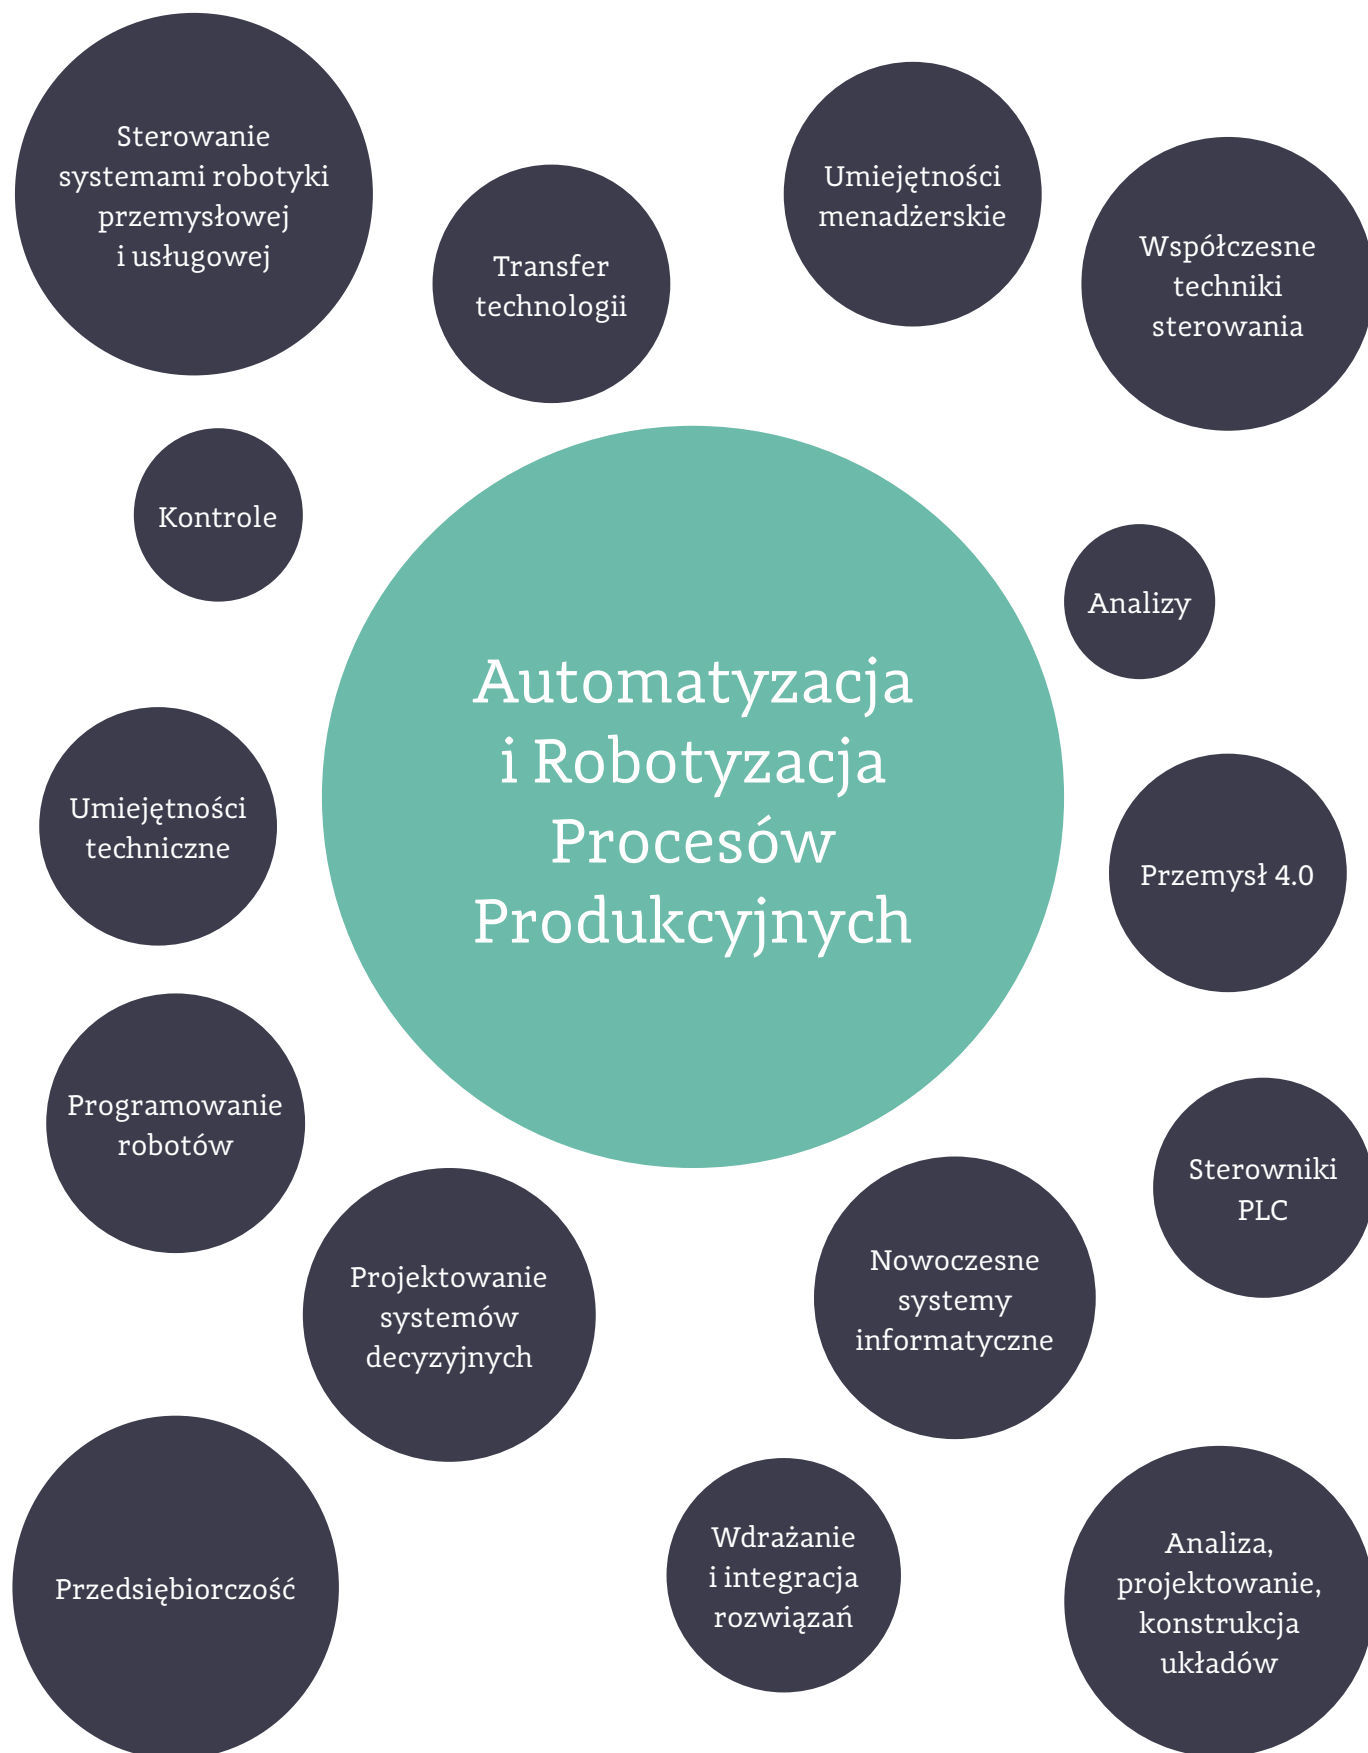 Sterowanie
systemami robotyki
przemysłowej
i usługowej
Transfer
technologii
Umiejętności
menadżerskie
Współczesne
techniki
sterowania
Kontrole
Analizy
Automatyzacja
i Robotyzacja
Procesów
Produkcyjnych
Umiejętności
techniczne
Przemysł 4.0
Programowanie
robotów
Sterowniki
PLC
Projektowanie
systemów
decyzyjnych
Nowoczesne
systemy
informatyczne
Przedsiębiorczość
Wdrażanie
i integracja
rozwiązań
Analiza,
projektowanie,
konstrukcja
układów